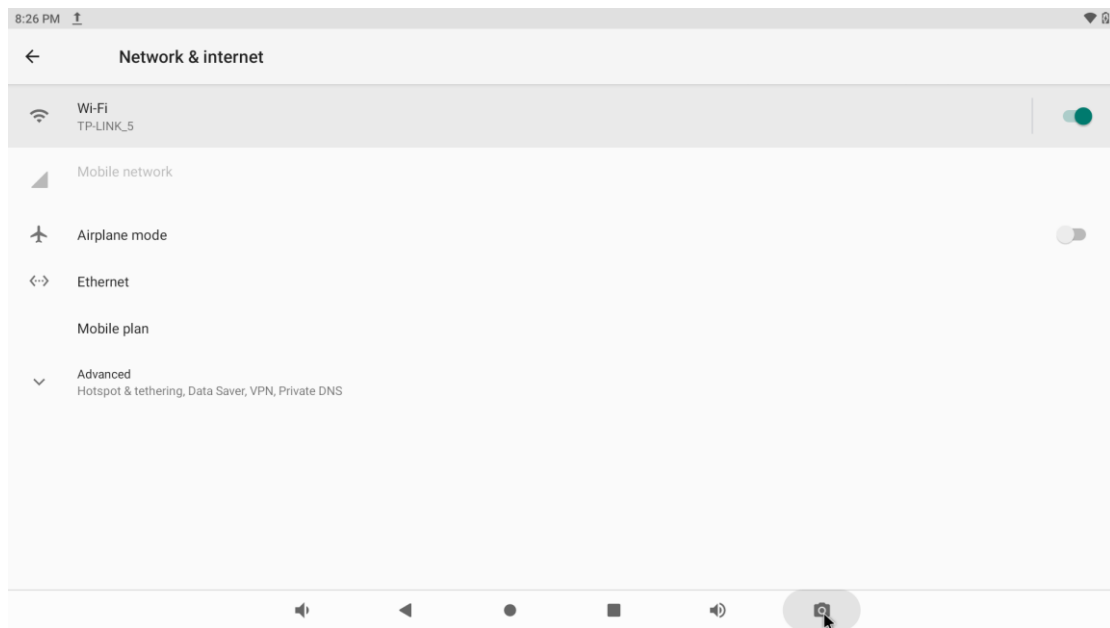 8:26 PM
Network & internet
Wi-Fi
TP-LINK_5
Mobile network
Airplane mode
Ethernet
Mobile plan
Advanced
Hotspot & tethering, Data Saver, VPN, Private DNS